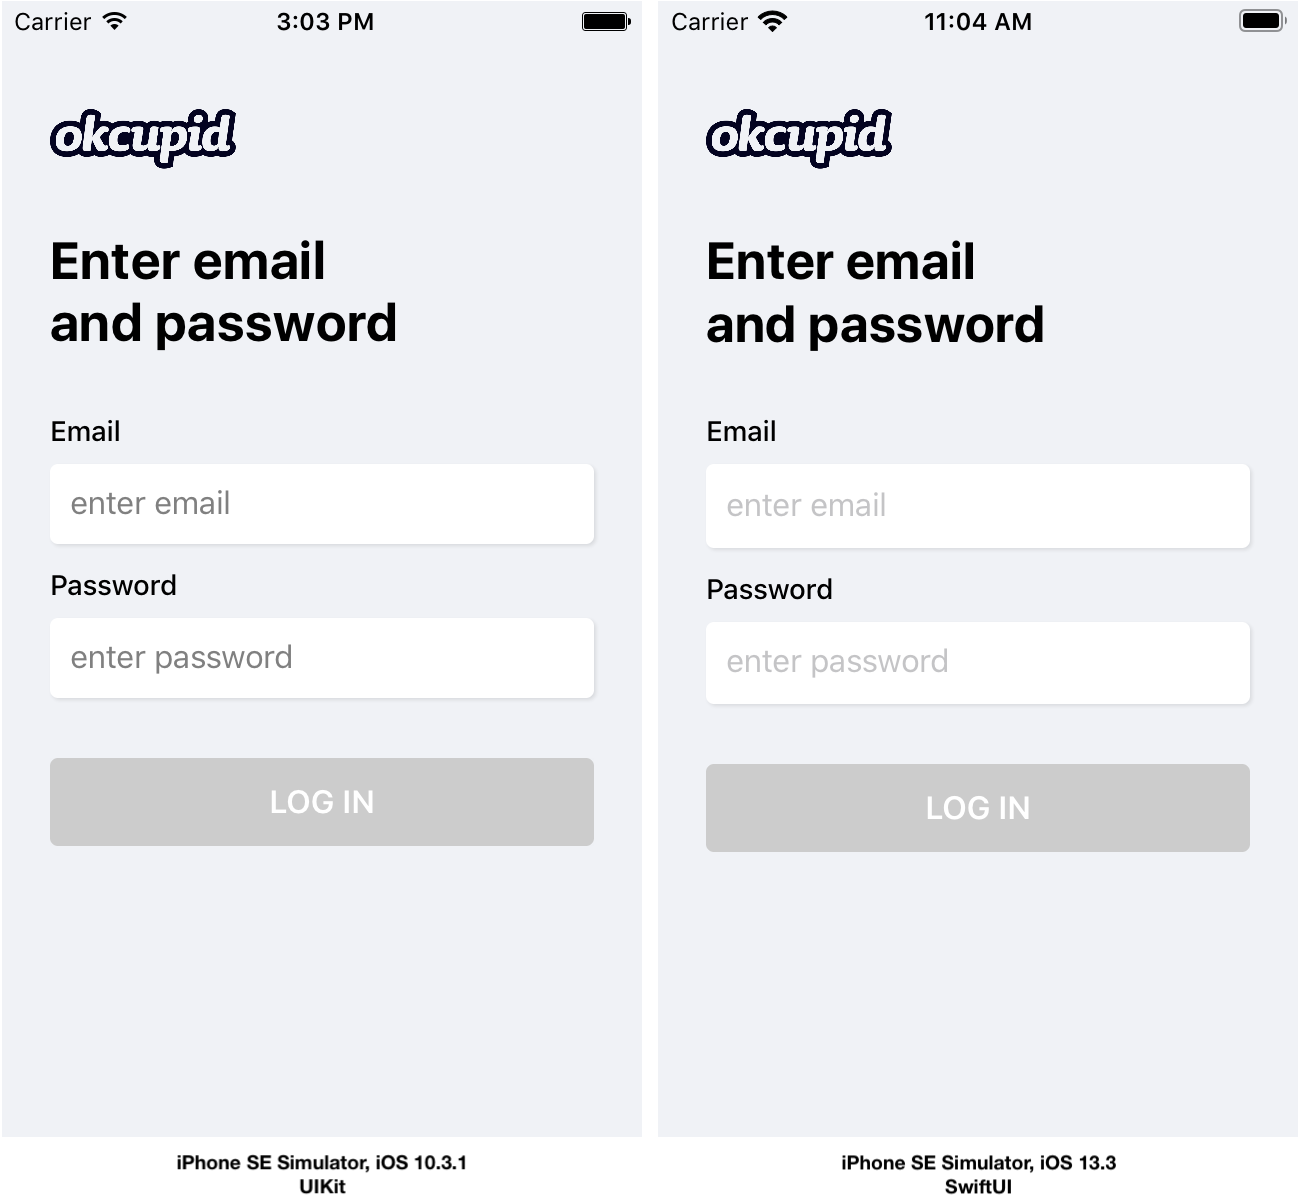 Carrier 3:03 PM
okcupid
Enter email
and password
Email
enter email
Password
enter password
LOG IN
iPhone SE Simulator, iOS 10.3.1
UIKit
Carrier 11:04 AM
okcupid
Enter email
and password
Email
enter email
Password
enter password
LOG IN
iPhone SE Simulator, iOS 13.3
SwiftUI